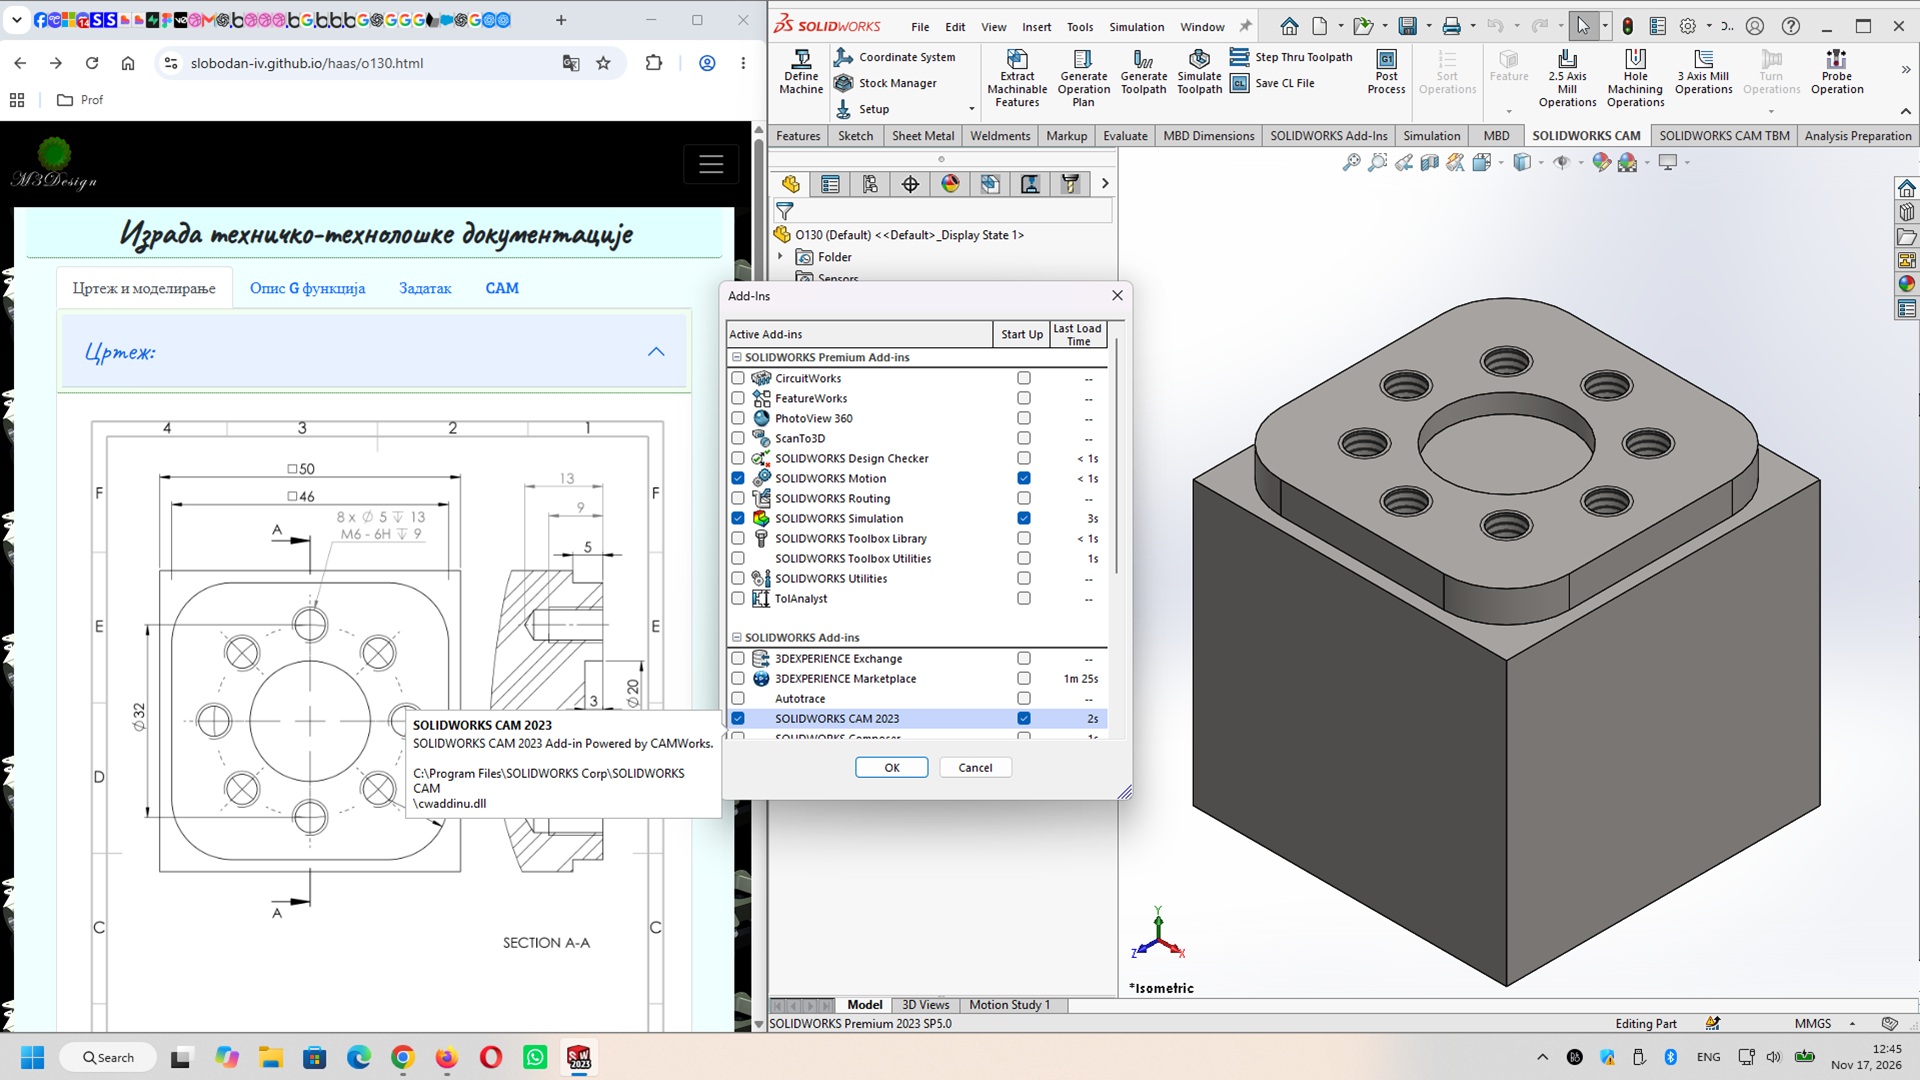 slobodan-iv.github.io/haas/o130.html
Prof
M3Design
Израда техничко-технолошке документације
Цртеж и моделирање
Опис G функција
Задатак
CAM
Цртеж:
4
3
2
1
□50
□46
8 x ∅ 5 ↧ 13
M6 - 6H ↧ 9
A
13
9
5
F
F
E
E
∅32
3
∅20
D
C
C
A
SECTION A-A
SOLIDWORKS CAM 2023
SOLIDWORKS CAM 2023 Add-in Powered by CAMWorks.
C:\Program Files\SOLIDWORKS Corp\SOLIDWORKS
CAM
\cwaddinu.dll
SOLIDWORKS
File Edit View Insert Tools Simulation Window
Define
Machine
Coordinate System
Stock Manager
Setup
Extract
Machinable
Features
Generate
Operation
Plan
Generate
Toolpath
Simulate
Toolpath
Step Thru Toolpath
Save CL File
Post
Process
Sort
Operations
Feature
2.5 Axis
Mill
Operations
Hole
Machining
Operations
3 Axis Mill
Operations
Turn
Operations
Probe
Operation
Features Sketch Sheet Metal Weldments Markup Evaluate MBD Dimensions SOLIDWORKS Add-Ins Simulation MBD SOLIDWORKS CAM SOLIDWORKS CAM TBM Analysis Preparation
O130 (Default) <<Default>_Display State 1>
Folder
Sensors
Add-Ins
Active Add-ins Start Up Last Load Time
SOLIDWORKS Premium Add-ins
CircuitWorks --
FeatureWorks --
PhotoView 360 --
ScanTo3D --
SOLIDWORKS Design Checker < 1s
SOLIDWORKS Motion < 1s
SOLIDWORKS Routing --
SOLIDWORKS Simulation 3s
SOLIDWORKS Toolbox Library < 1s
SOLIDWORKS Toolbox Utilities 1s
SOLIDWORKS Utilities --
TolAnalyst --
SOLIDWORKS Add-ins
3DEXPERIENCE Exchange --
3DEXPERIENCE Marketplace 1m 25s
Autotrace --
SOLIDWORKS CAM 2023 2s
SOLIDWORKS Composer 1s
OK Cancel
Y
Z
X
*Isometric
Model 3D Views Motion Study 1
SOLIDWORKS Premium 2023 SP5.0
Editing Part
MMGS
Search
ENG
12:45
Nov 17, 2026